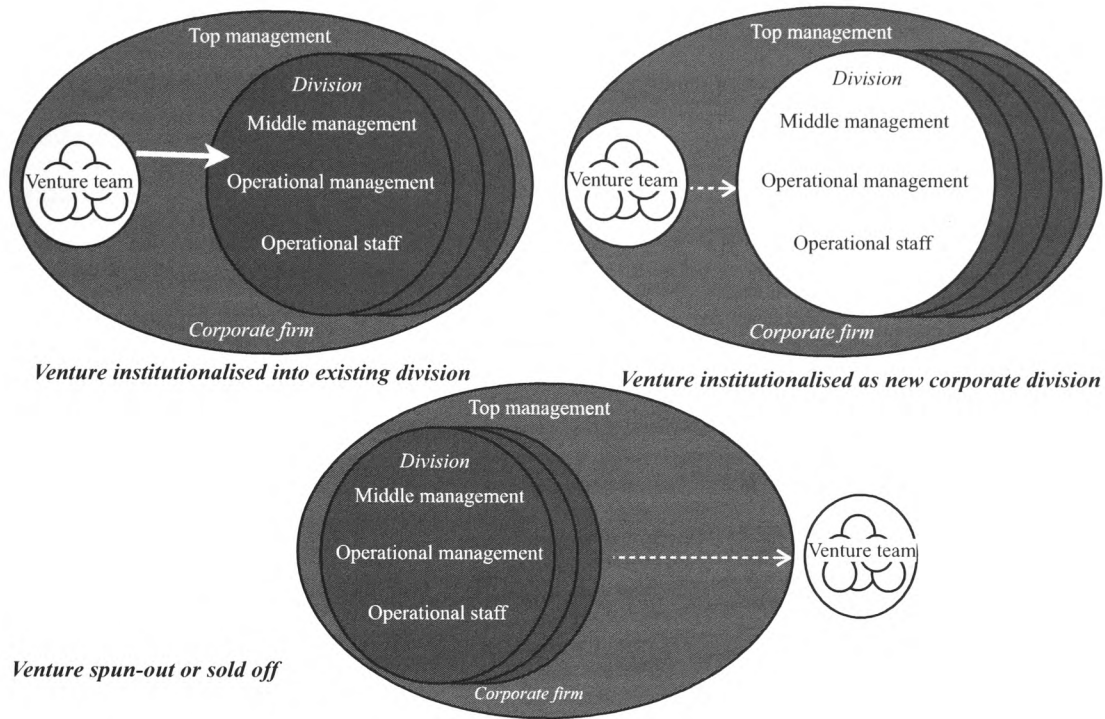 Top management
Division
Middle management
Venture team
Operational management
Operational staff
Corporate firm
Venture institutionalised into existing division
Top management
Division
Middle management
Venture team
Operational management
Operational staff
Corporate firm
Venture institutionalised as new corporate division
Top management
Division
Middle management
Operational management
Venture team
Operational staff
Venture spun-out or sold off
Corporate firm